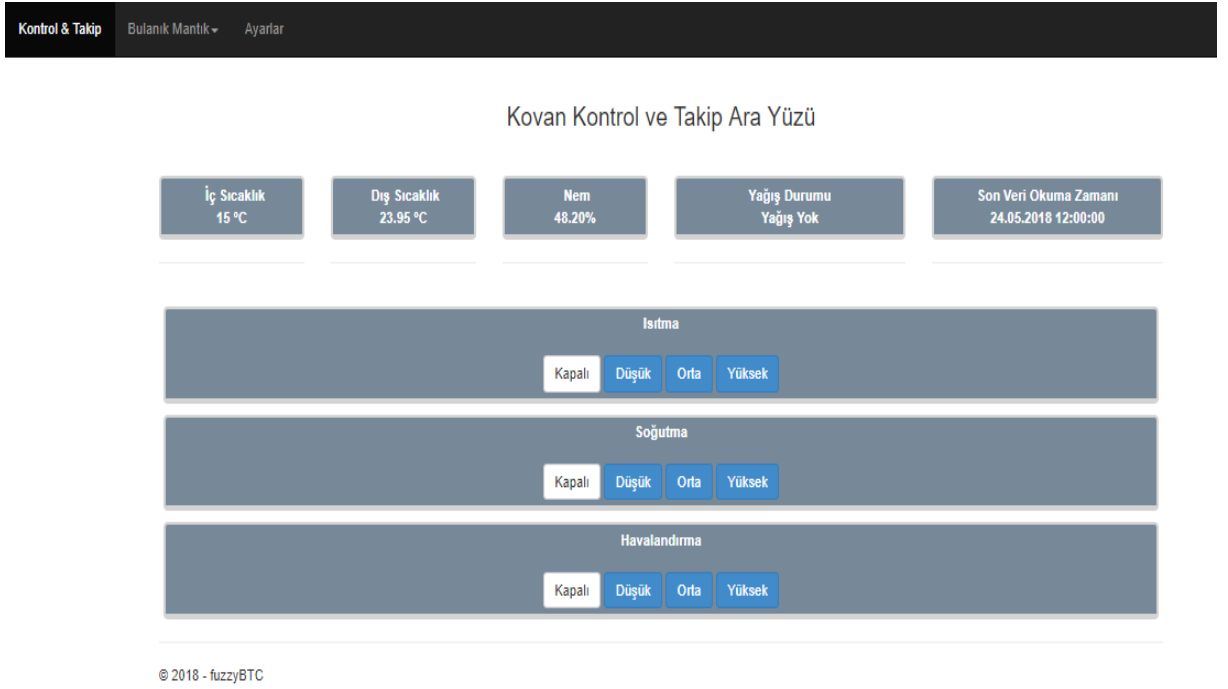 Kontrol & Takip Bulanık Mantık Ayarlar
Kovan Kontrol ve Takip Ara Yüzü
İç Sıcaklık
15 ºC
Dış Sıcaklık
23.95 ºC
Nem
48.20%
Yağış Durumu
Yağış Yok
Son Veri Okuma Zamanı
24.05.2018 12:00:00
Isıtma
Kapalı Düşük Orta Yüksek
Soğutma
Kapalı Düşük Orta Yüksek
Havalandırma
Kapalı Düşük Orta Yüksek
© 2018 - fuzzyBTC